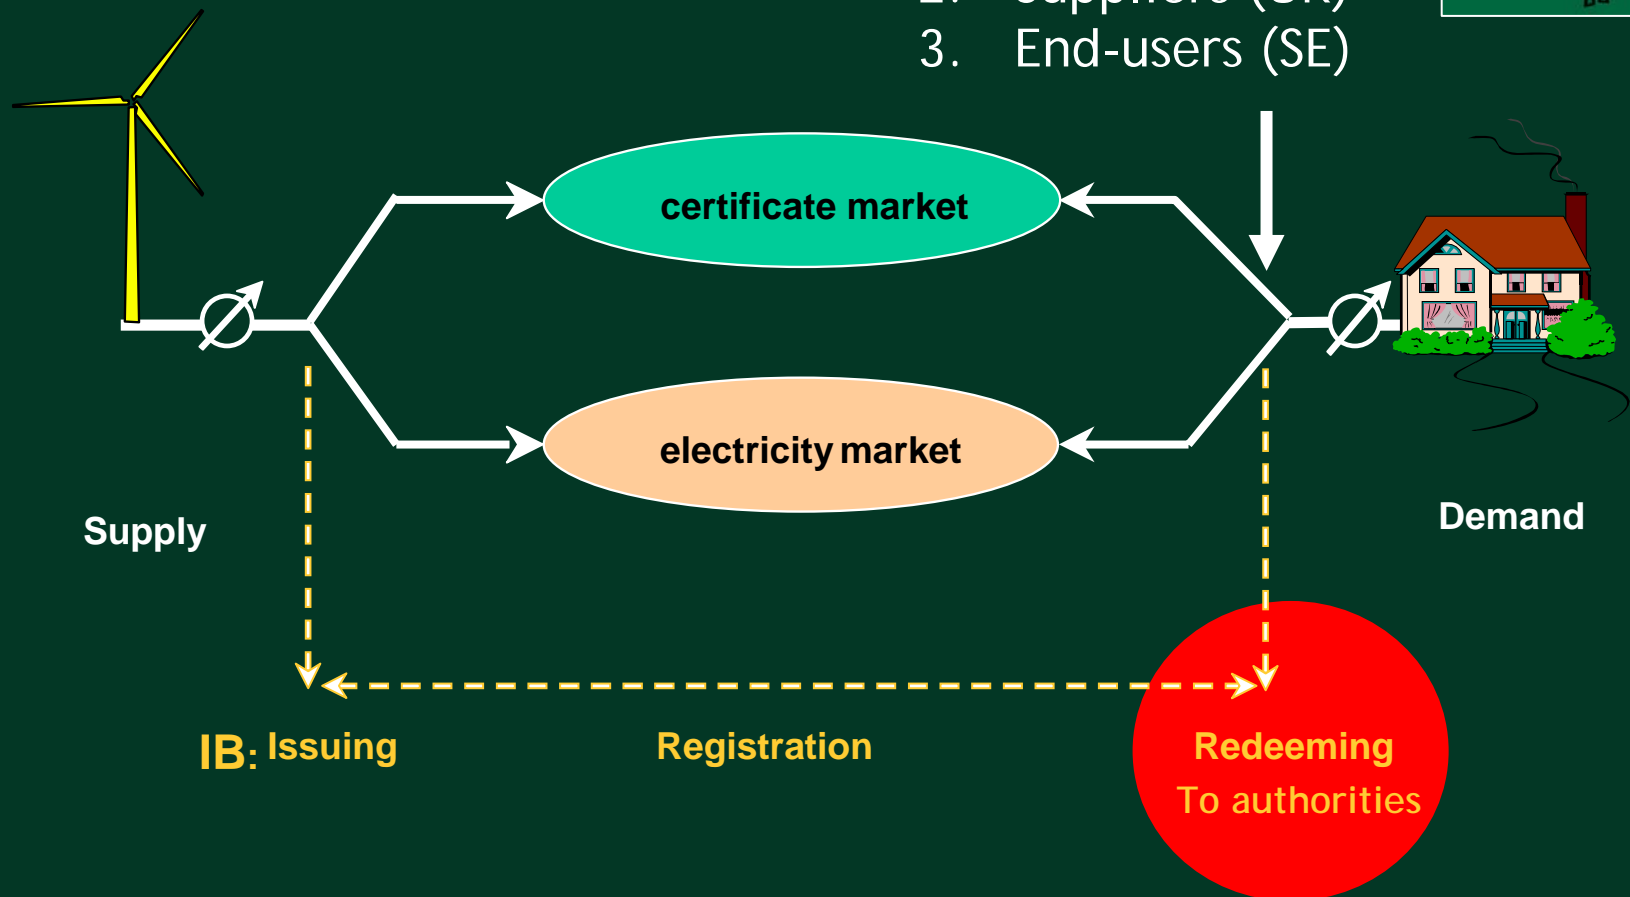 3. End-users (SE)
certificate market
electricity market
Supply
Demand
IB: Issuing
Registration
Redeeming
To authorities